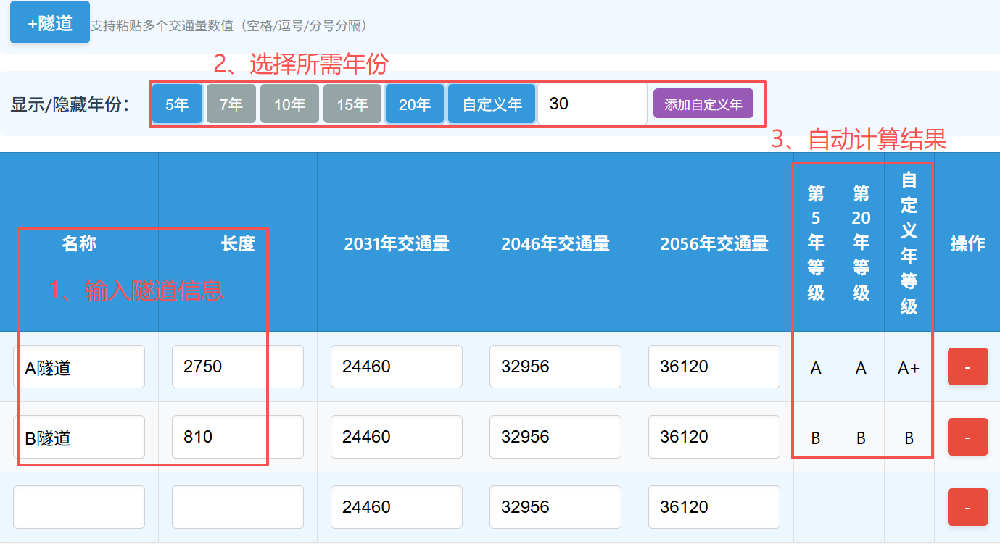 +隧道 支持粘贴多个交通量数值（空格/逗号/分号分隔）
2、选择所需年份
显示/隐藏年份： 5年 7年 10年 15年 20年 自定义年 30 添加自定义年
3、自动计算结果
名称 长度 2031年交通量 2046年交通量 2056年交通量 第5年等级 第20年等级 自定义年等级 操作
1、输入隧道信息
A隧道 2750 24460 32956 36120 A A A+ -
B隧道 810 24460 32956 36120 B B B -
24460 32956 36120 -